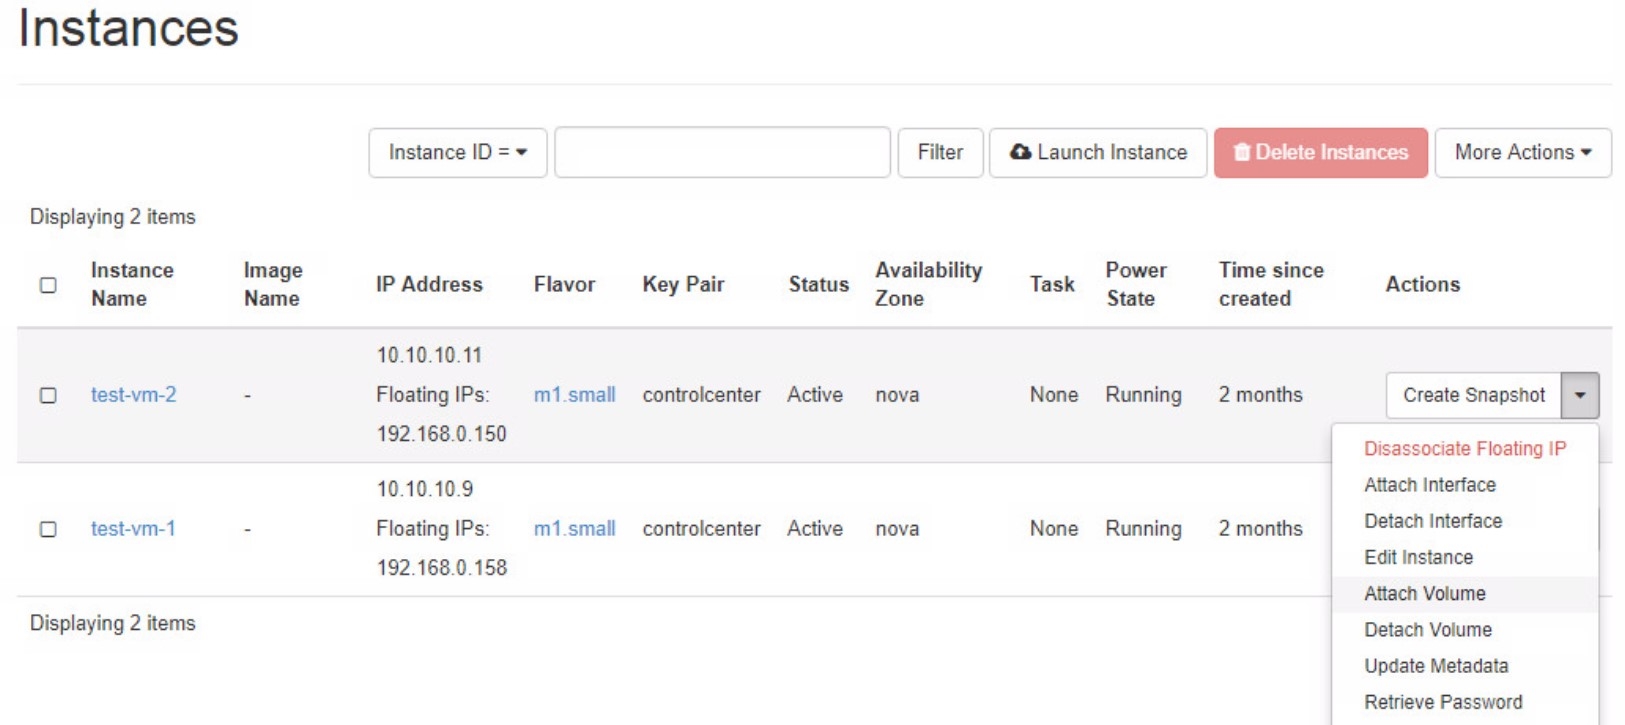 Instances
Instance ID = Filter Launch Instance Delete Instances More Actions
Displaying 2 items
Instance Name Image Name IP Address Flavor Key Pair Status Availability Zone Task Power State Time since created Actions
10.10.10.11
test-vm-2 - Floating IPs: m1.small controlcenter Active nova None Running 2 months Create Snapshot
192.168.0.150
10.10.10.9
test-vm-1 - Floating IPs: m1.small controlcenter Active nova None Running 2 months
192.168.0.158
Displaying 2 items
Disassociate Floating IP
Attach Interface
Detach Interface
Edit Instance
Attach Volume
Detach Volume
Update Metadata
Retrieve Password